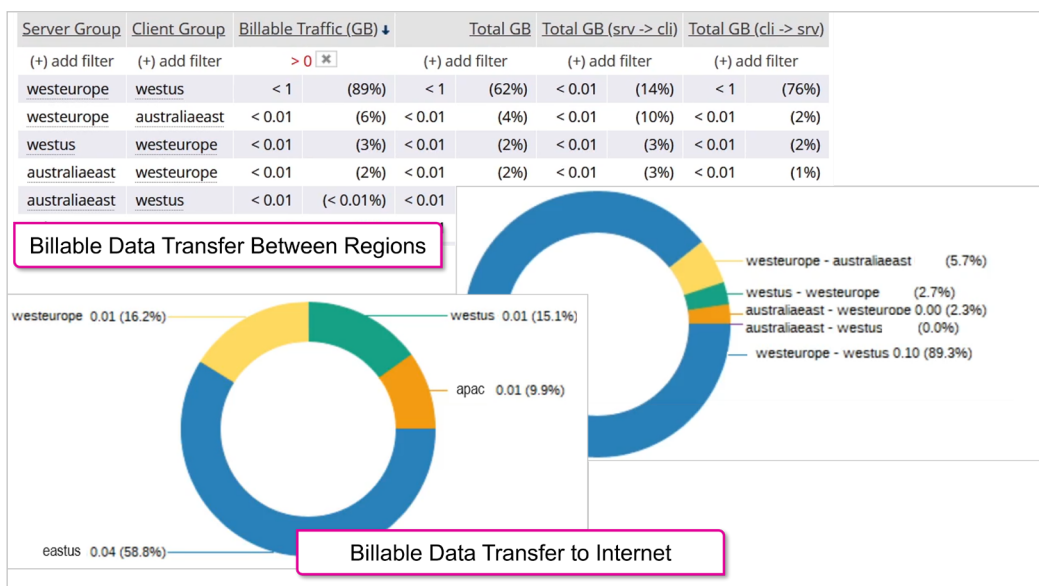 Server Group Client Group Billable Traffic (GB) Total GB Total GB (srv -> cli) Total GB (cli -> srv)
(+) add filter (+) add filter > 0 (+) add filter (+) add filter (+) add filter
westeurope westus < 1 (89%) < 1 (62%) < 0.01 (14%) < 1 (76%)
westeurope australiaeast < 0.01 (6%) < 0.01 (4%) < 0.01 (10%) < 0.01 (2%)
westus westeurope < 0.01 (3%) < 0.01 (2%) < 0.01 (3%) < 0.01 (2%)
australiaeast westeurope < 0.01 (2%) < 0.01 (2%) < 0.01 (3%) < 0.01 (1%)
australiaeast westus < 0.01 (< 0.01%) < 0.01
Billable Data Transfer Between Regions
westeurope - australiaeast (5.7%)
westus - westeurope (2.7%)
australiaeast - westeurope 0.00 (2.3%)
australiaeast - westus (0.0%)
westeurope - westus 0.10 (89.3%)
westeurope 0.01 (16.2%)
westus 0.01 (15.1%)
apac 0.01 (9.9%)
eastus 0.04 (58.8%)
Billable Data Transfer to Internet